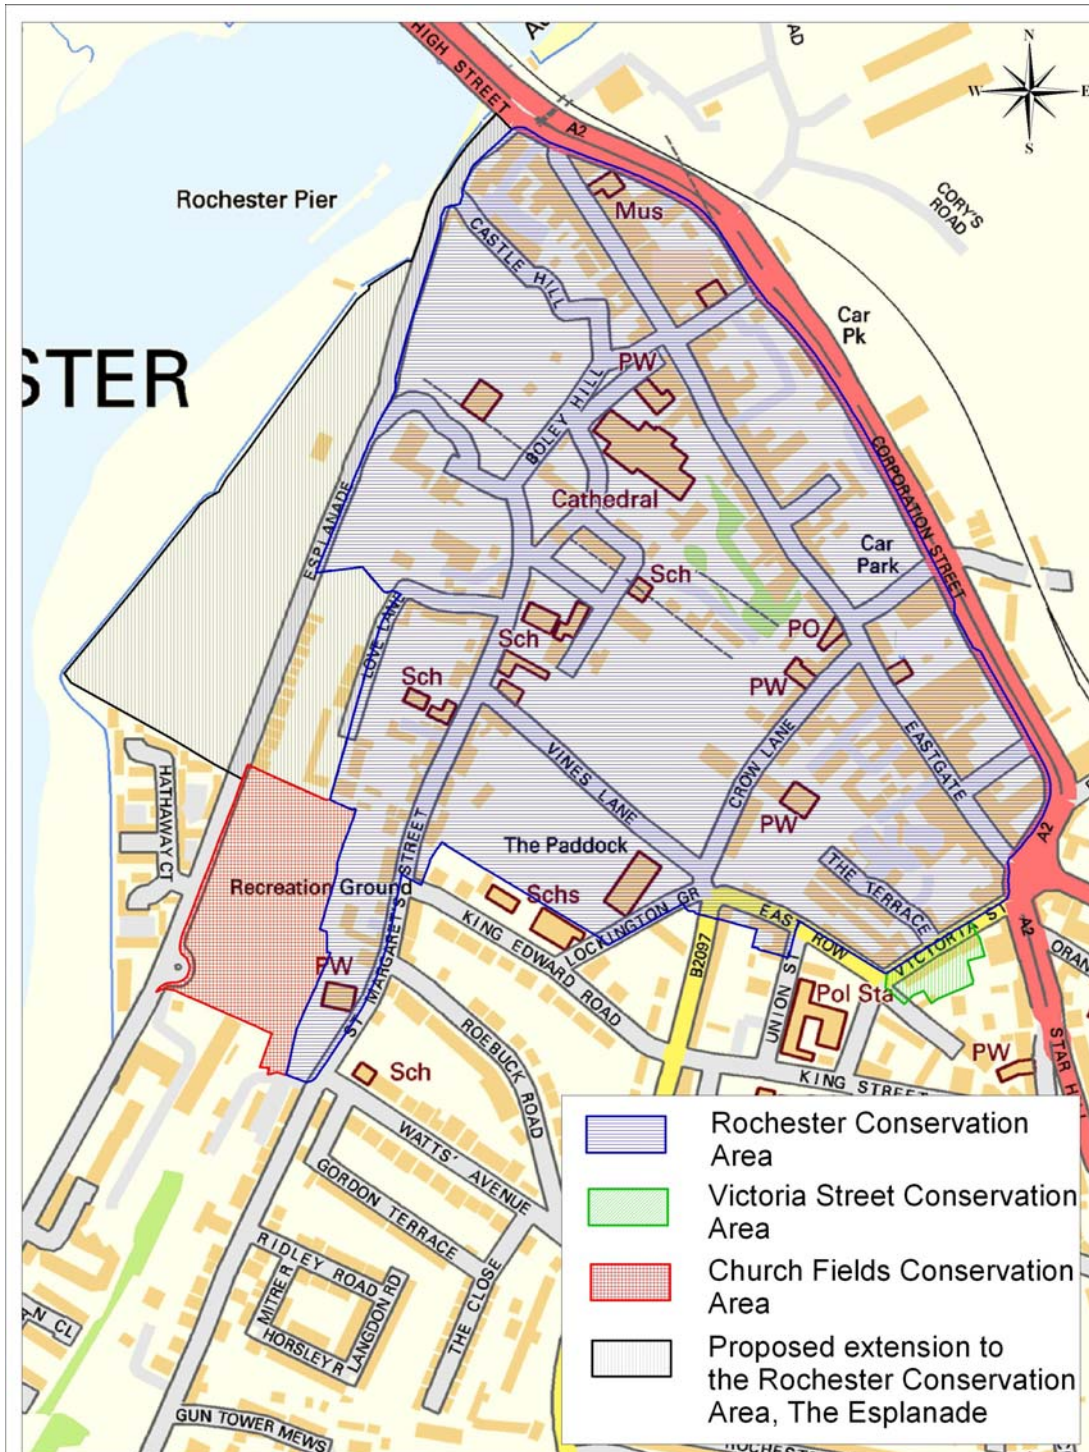 HIGH STREET
A2
AD
N
W
E
S
Rochester Pier
Mus
CORY'S
ROAD
CASTLE HILL
Car
Pk
STER
PW
BOLEY HILL
CORPORATION STREET
ESPLANADE
Cathedral
Car
Park
Sch
LOVE LANE
PO
Sch
Sch
PW
EASTGATE
CROW LANE
VINES LANE
HATHAWAY CT
PW
A2
The Paddock
THE TERRACE
Recreation Ground
Schs
ST MARGARET'S STREET
LOCKINGTON GR
EAS
ROW
VICTORIA ST
KING EDWARD ROAD
B2097
A2
ORAN
PW
UNION ST
Pol Sta
ROEBUCK ROAD
STAR H
PW
Sch
KING STREET
WATTS' AVENUE
GORDON TERRACE
RIDLEY ROAD
MITRE R
LANGDON RD
HORSLEY R
THE CLOSE
N CL
GUN TOWER MEWS
Rochester Conservation
Area
Victoria Street Conservation
Area
Church Fields Conservation
Area
Proposed extension to
the Rochester Conservation
Area, The Esplanade